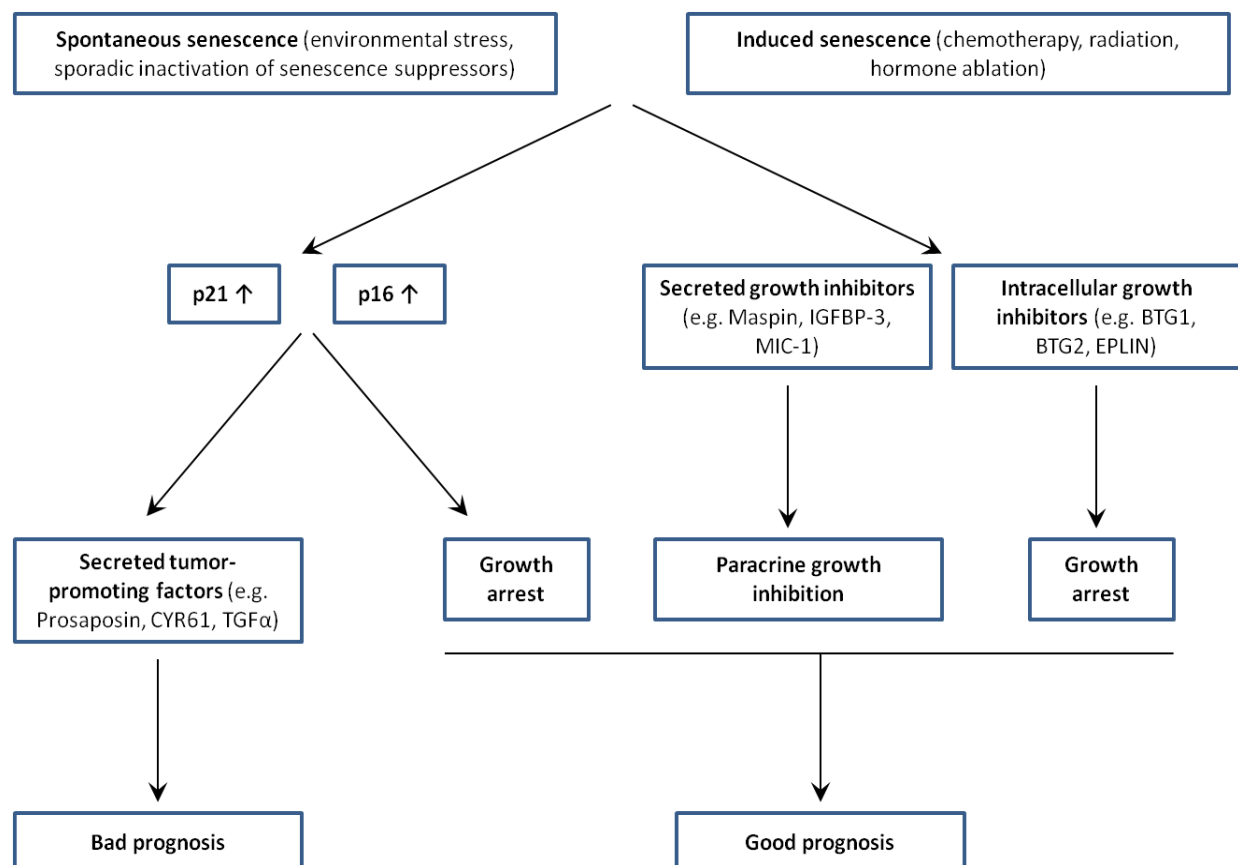 Spontaneous senescence (environmental stress,
sporadic inactivation of senescence suppressors)
Induced senescence (chemotherapy, radiation,
hormone ablation)
p21 ↑
p16 ↑
Secreted growth inhibitors
(e.g. Maspin, IGFBP-3,
MIC-1)
Intracellular growth
inhibitors (e.g. BTG1,
BTG2, EPLIN)
Secreted tumor-
promoting factors (e.g.
Prosaposin, CYR61, TGFα)
Growth
arrest
Paracrine growth
inhibition
Growth
arrest
Bad prognosis
Good prognosis